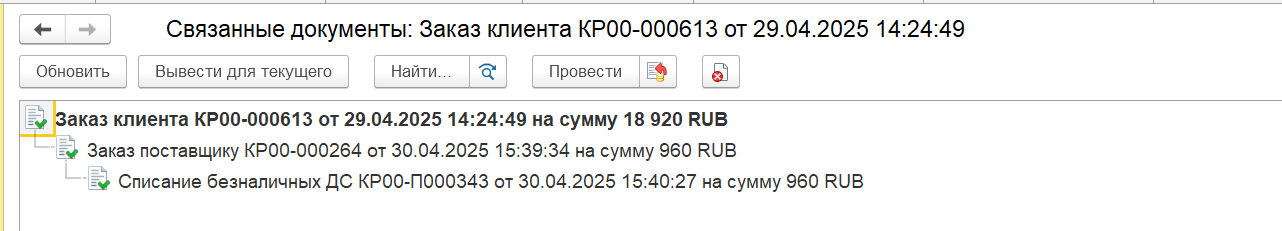 Связанные документы: Заказ клиента КР00-000613 от 29.04.2025 14:24:49
Обновить Вывести для текущего Найти... Провести
Заказ клиента КР00-000613 от 29.04.2025 14:24:49 на сумму 18 920 RUB
Заказ поставщику КР00-000264 от 30.04.2025 15:39:34 на сумму 960 RUB
Списание безналичных ДС КР00-П000343 от 30.04.2025 15:40:27 на сумму 960 RUB